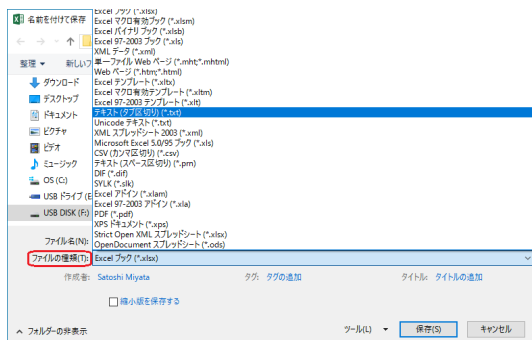 名前を付けて保存
Excel ブック (*.xlsx)
Excel マクロ有効ブック (*.xlsm)
Excel バイナリ ブック (*.xlsb)
Excel 97-2003 ブック (*.xls)
XML データ (*.xml)
単一ファイル Web ページ (*.mht;*.mhtml)
Web ページ (*.htm;*.html)
Excel テンプレート (*.xltx)
Excel マクロ有効テンプレート (*.xltm)
Excel 97-2003 テンプレート (*.xlt)
テキスト (タブ区切り) (*.txt)
Unicode テキスト (*.txt)
XML スプレッドシート 2003 (*.xml)
Microsoft Excel 5.0/95 ブック (*.xls)
CSV (カンマ区切り) (*.csv)
テキスト (スペース区切り) (*.prn)
DIF (*.dif)
SYLK (*.slk)
Excel アドイン (*.xlam)
Excel 97-2003 アドイン (*.xla)
PDF (*.pdf)
XPS ドキュメント (*.xps)
Strict Open XML スプレッドシート (*.xlsx)
OpenDocument スプレッドシート (*.ods)
整理 新しいフ
ダウンロード
デスクトップ
ドキュメント
ピクチャ
ビデオ
ミュージック
OS (C:)
USB ドライブ (E
USB DISK (F:)
ファイル名(N):
ファイルの種類(T): Excel ブック (*.xlsx)
作成者: Satoshi Miyata タグ: タグの追加 タイトル: タイトルの追加
縮小版を保存する
フォルダーの非表示 ツール(L) 保存(S) キャンセル